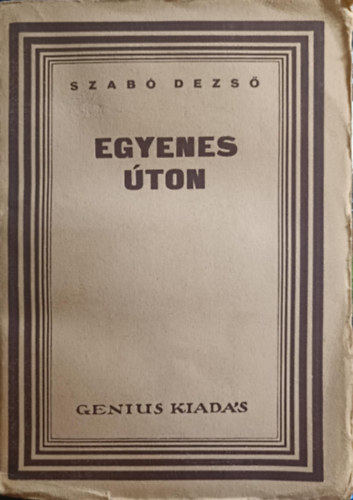 SZABÓ DEZSŐ
EGYENES
ÚTON
GENIUS KIADÁS